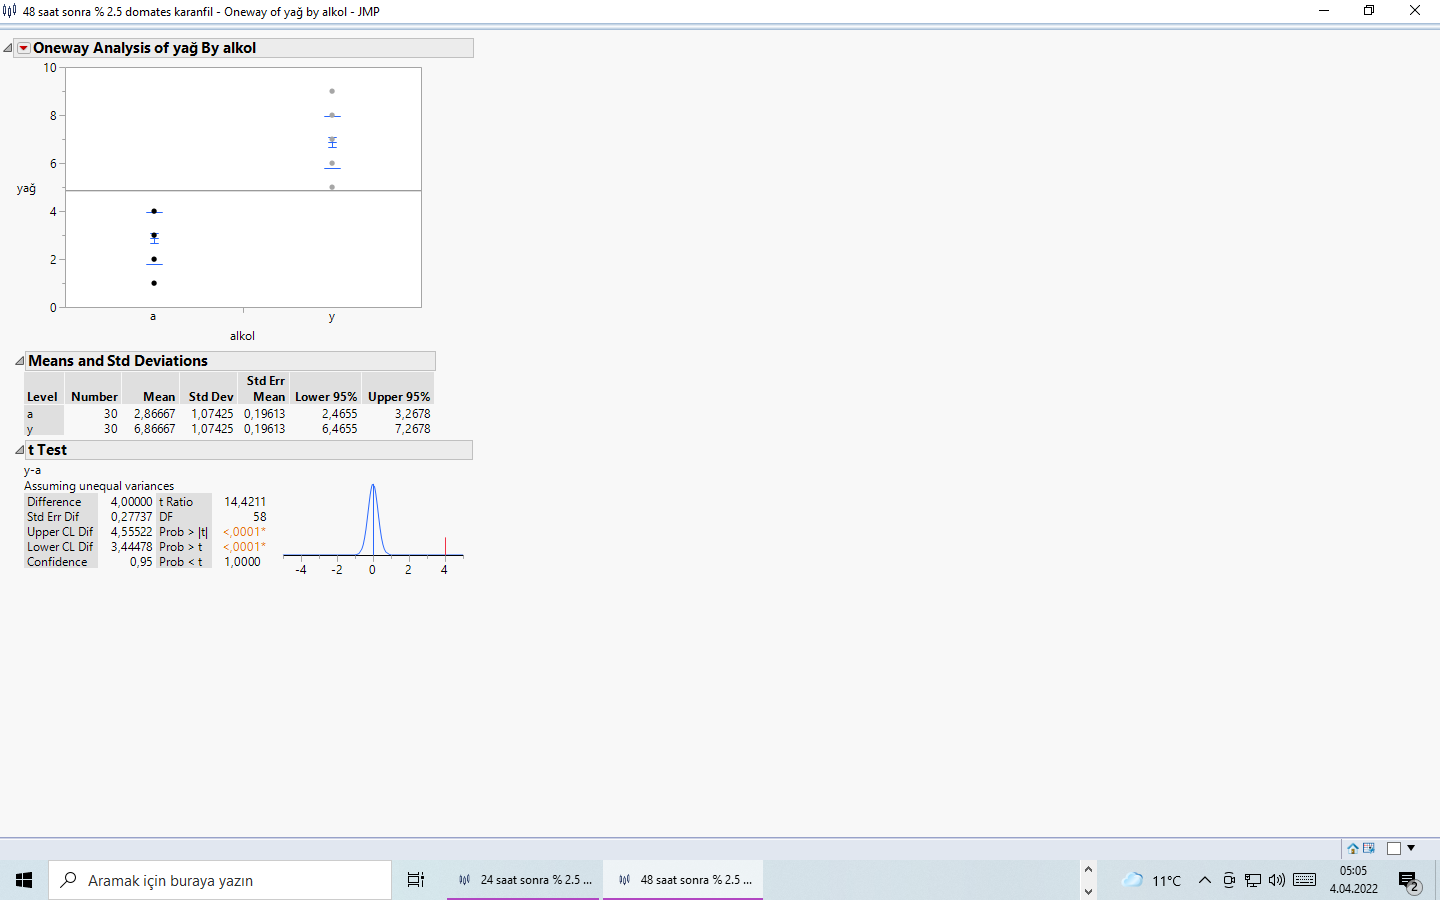 48 saat sonra % 2.5 domates karanfil - Oneway of yağ by alkol - JMP
Oneway Analysis of yağ By alkol
10
8
6
yağ
4
2
0
a y
alkol
Means and Std Deviations
Level Number Mean Std Dev Std Err Mean Lower 95% Upper 95%
a 30 2,86667 1,07425 0,19613 2,4655 3,2678
y 30 6,86667 1,07425 0,19613 6,4655 7,2678
t Test
y-a
Assuming unequal variances
Difference 4,00000 t Ratio 14,4211
Std Err Dif 0,27737 DF 58
Upper CL Dif 4,55522 Prob > |t| <,0001*
Lower CL Dif 3,44478 Prob > t <,0001*
Confidence 0,95 Prob < t 1,0000
-4 -2 0 2 4
Aramak için buraya yazın
24 saat sonra % 2.5 ...
48 saat sonra % 2.5 ...
11°C
05:05
4.04.2022
2